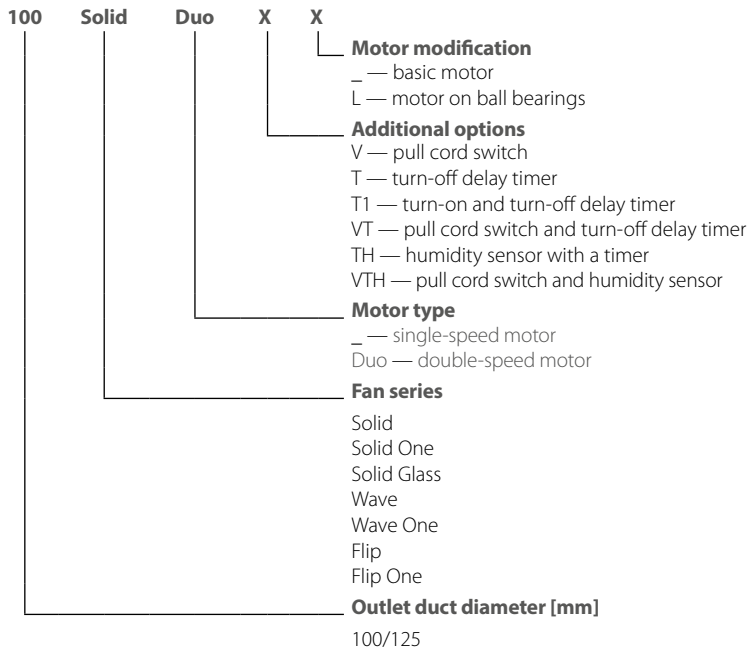 100 Solid Duo X X
Motor modification
_ — basic motor
L — motor on ball bearings
Additional options
V — pull cord switch
T — turn-off delay timer
T1 — turn-on and turn-off delay timer
VT — pull cord switch and turn-off delay timer
TH — humidity sensor with a timer
VTH — pull cord switch and humidity sensor
Motor type
_ — single-speed motor
Duo — double-speed motor
Fan series
Solid
Solid One
Solid Glass
Wave
Wave One
Flip
Flip One
Outlet duct diameter [mm]
100/125